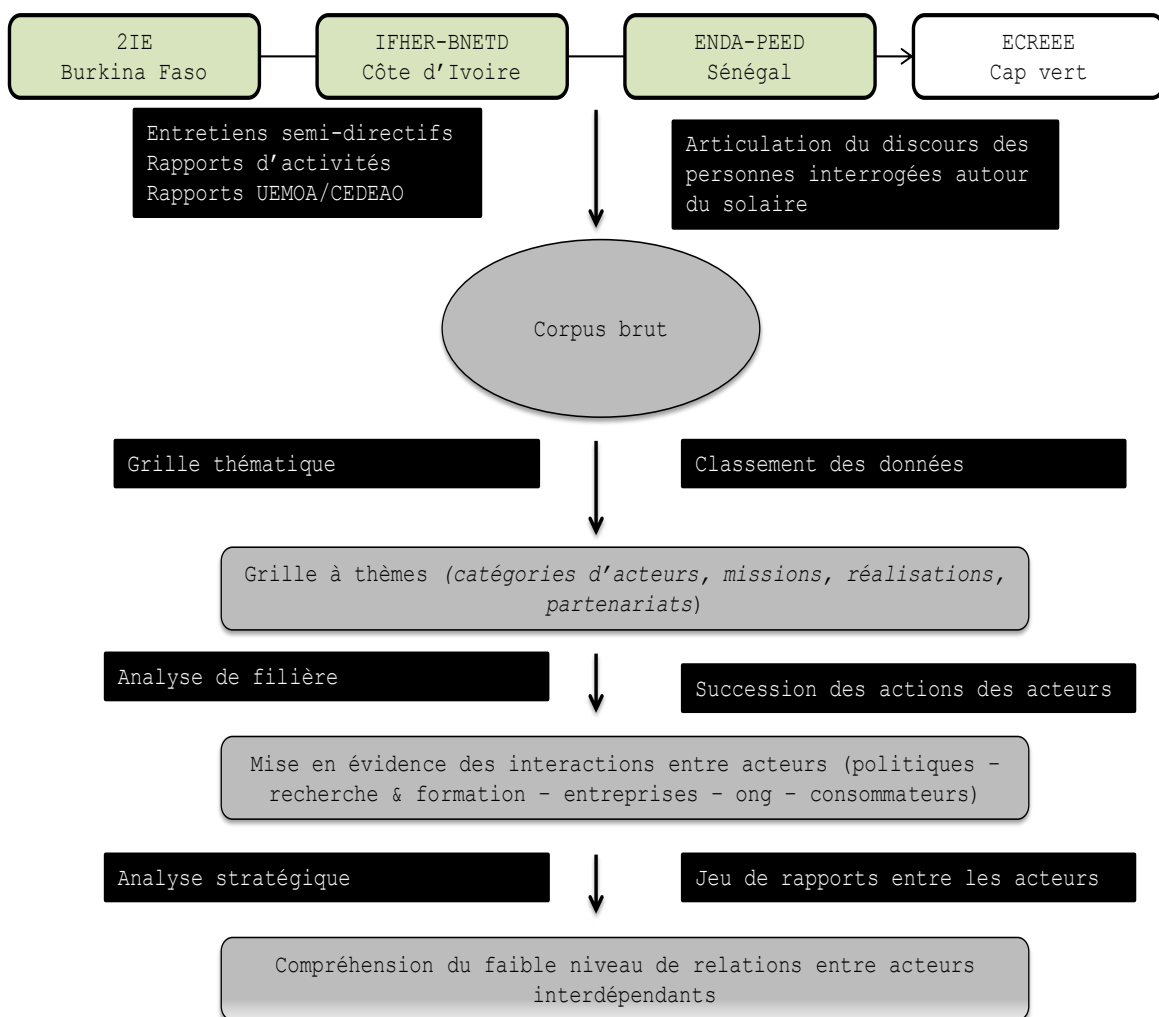 2IE
Burkina Faso
IFHER-BNETD
Côte d’Ivoire
ENDA-PEED
Sénégal
ECREEE
Cap vert
Entretiens semi-directifs
Rapports d’activités
Rapports UEMOA/CEDEAO
Articulation du discours des
personnes interrogées autour
du solaire
Corpus brut
Grille thématique
Classement des données
Grille à thèmes (catégories d’acteurs, missions, réalisations,
partenariats)
Analyse de filière
Succession des actions des acteurs
Mise en évidence des interactions entre acteurs (politiques –
recherche & formation – entreprises – ong – consommateurs)
Analyse stratégique
Jeu de rapports entre les acteurs
Compréhension du faible niveau de relations entre acteurs
interdépendants